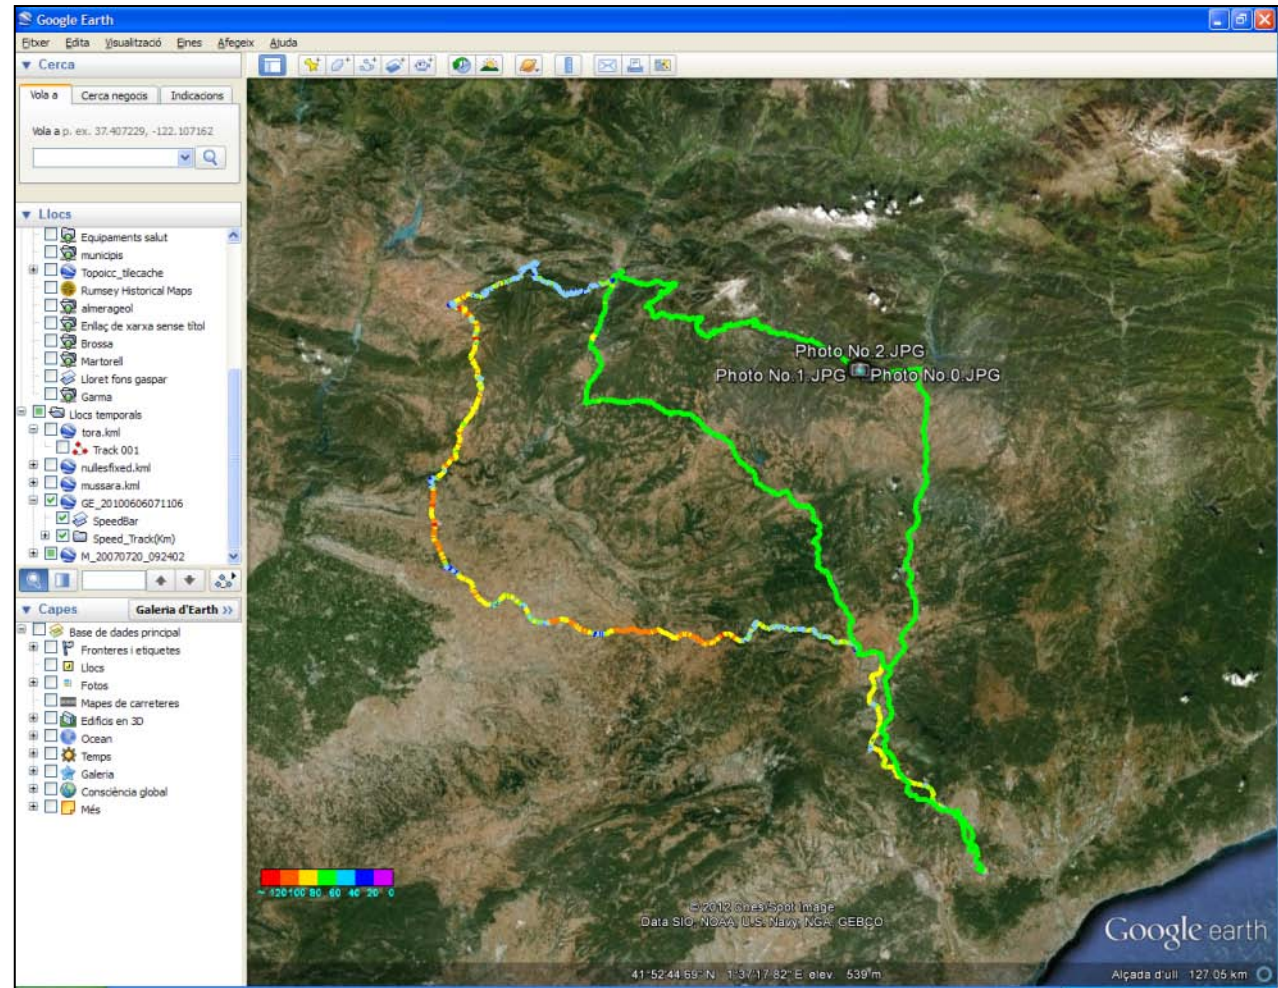 Google Earth
Fitxer Edita Visualització Eines Afegeix Ajuda
Cerca
Vola a Cerca negocis Indicacions
Vola a p. ex. 37.407229, -122.107162
Llocs
Equipaments salut
municipis
Topoicc_tilecache
Rumsey Historical Maps
almerageol
Enllaç de xarxa sense títol
Brossa
Martorell
Lloret fons gaspar
Garma
Llocs temporals
tora.kml
Track 001
nullesfixed.kml
mussara.kml
GE_20100606071106
SpeedBar
Speed_Track(Km)
M_20070720_092402
Capes Galeria d'Earth >>
Base de dades principal
Fronteres i etiquetes
Llocs
Fotos
Mapes de carreteres
Edificis en 3D
Ocean
Temps
Galeria
Consciència global
Més
Photo No.2.JPG
Photo No.1.JPG Photo No.0.JPG
~ 120 100 80 60 40 20 0
© 2012 Cnes/Spot Image
Data SIO, NOAA, U.S. Navy, NGA, GEBCO
Google earth
41°52'44.69" N 1°37'17.82" E elev. 539 m Alçada d'ull 127.05 km